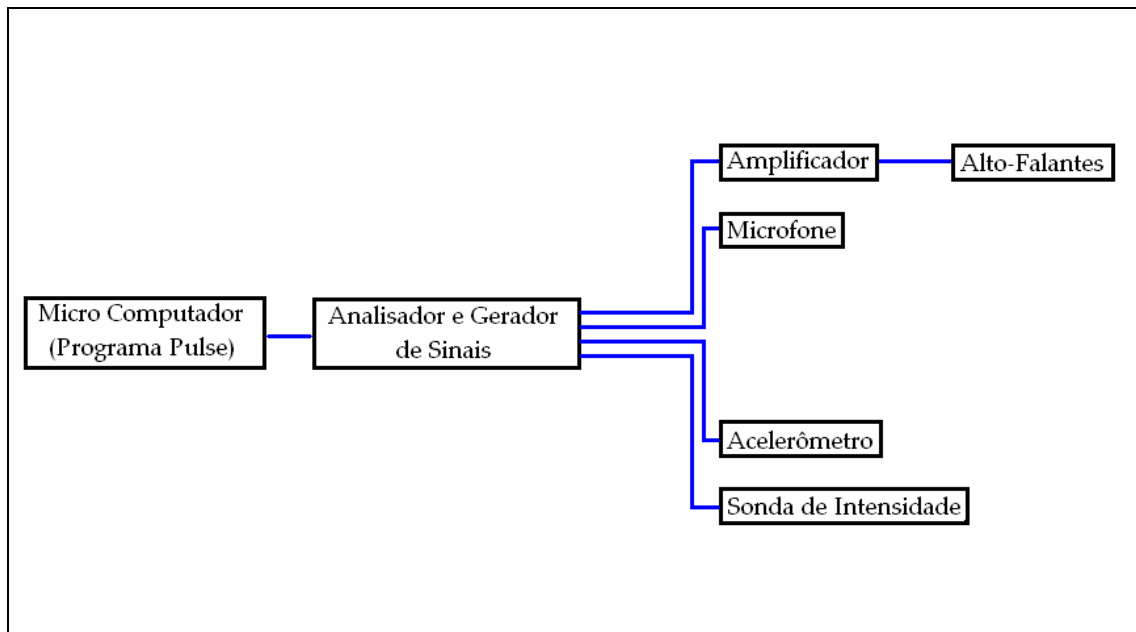 Micro Computador
(Programa Pulse)
Analisador e Gerador
de Sinais
Amplificador
Alto-Falantes
Microfone
Acelerômetro
Sonda de Intensidade